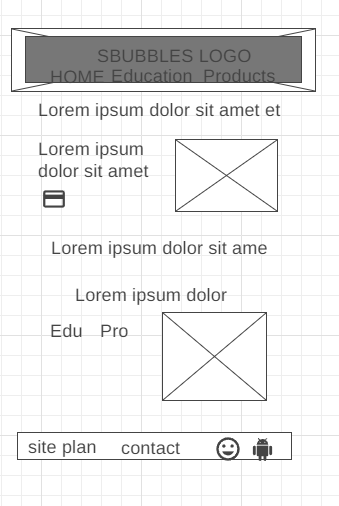 SBUBBLES LOGO
HOME Education Products
Lorem ipsum dolor sit amet et
Lorem ipsum
dolor sit amet
Lorem ipsum dolor sit ame
Lorem ipsum dolor
Edu Pro
site plan contact